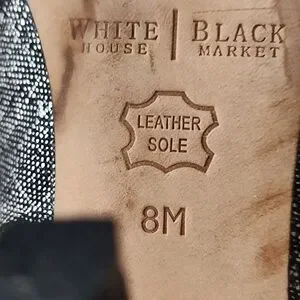 WHITE | BLACK
HOUSE | MARKET
LEATHER
SOLE
8M